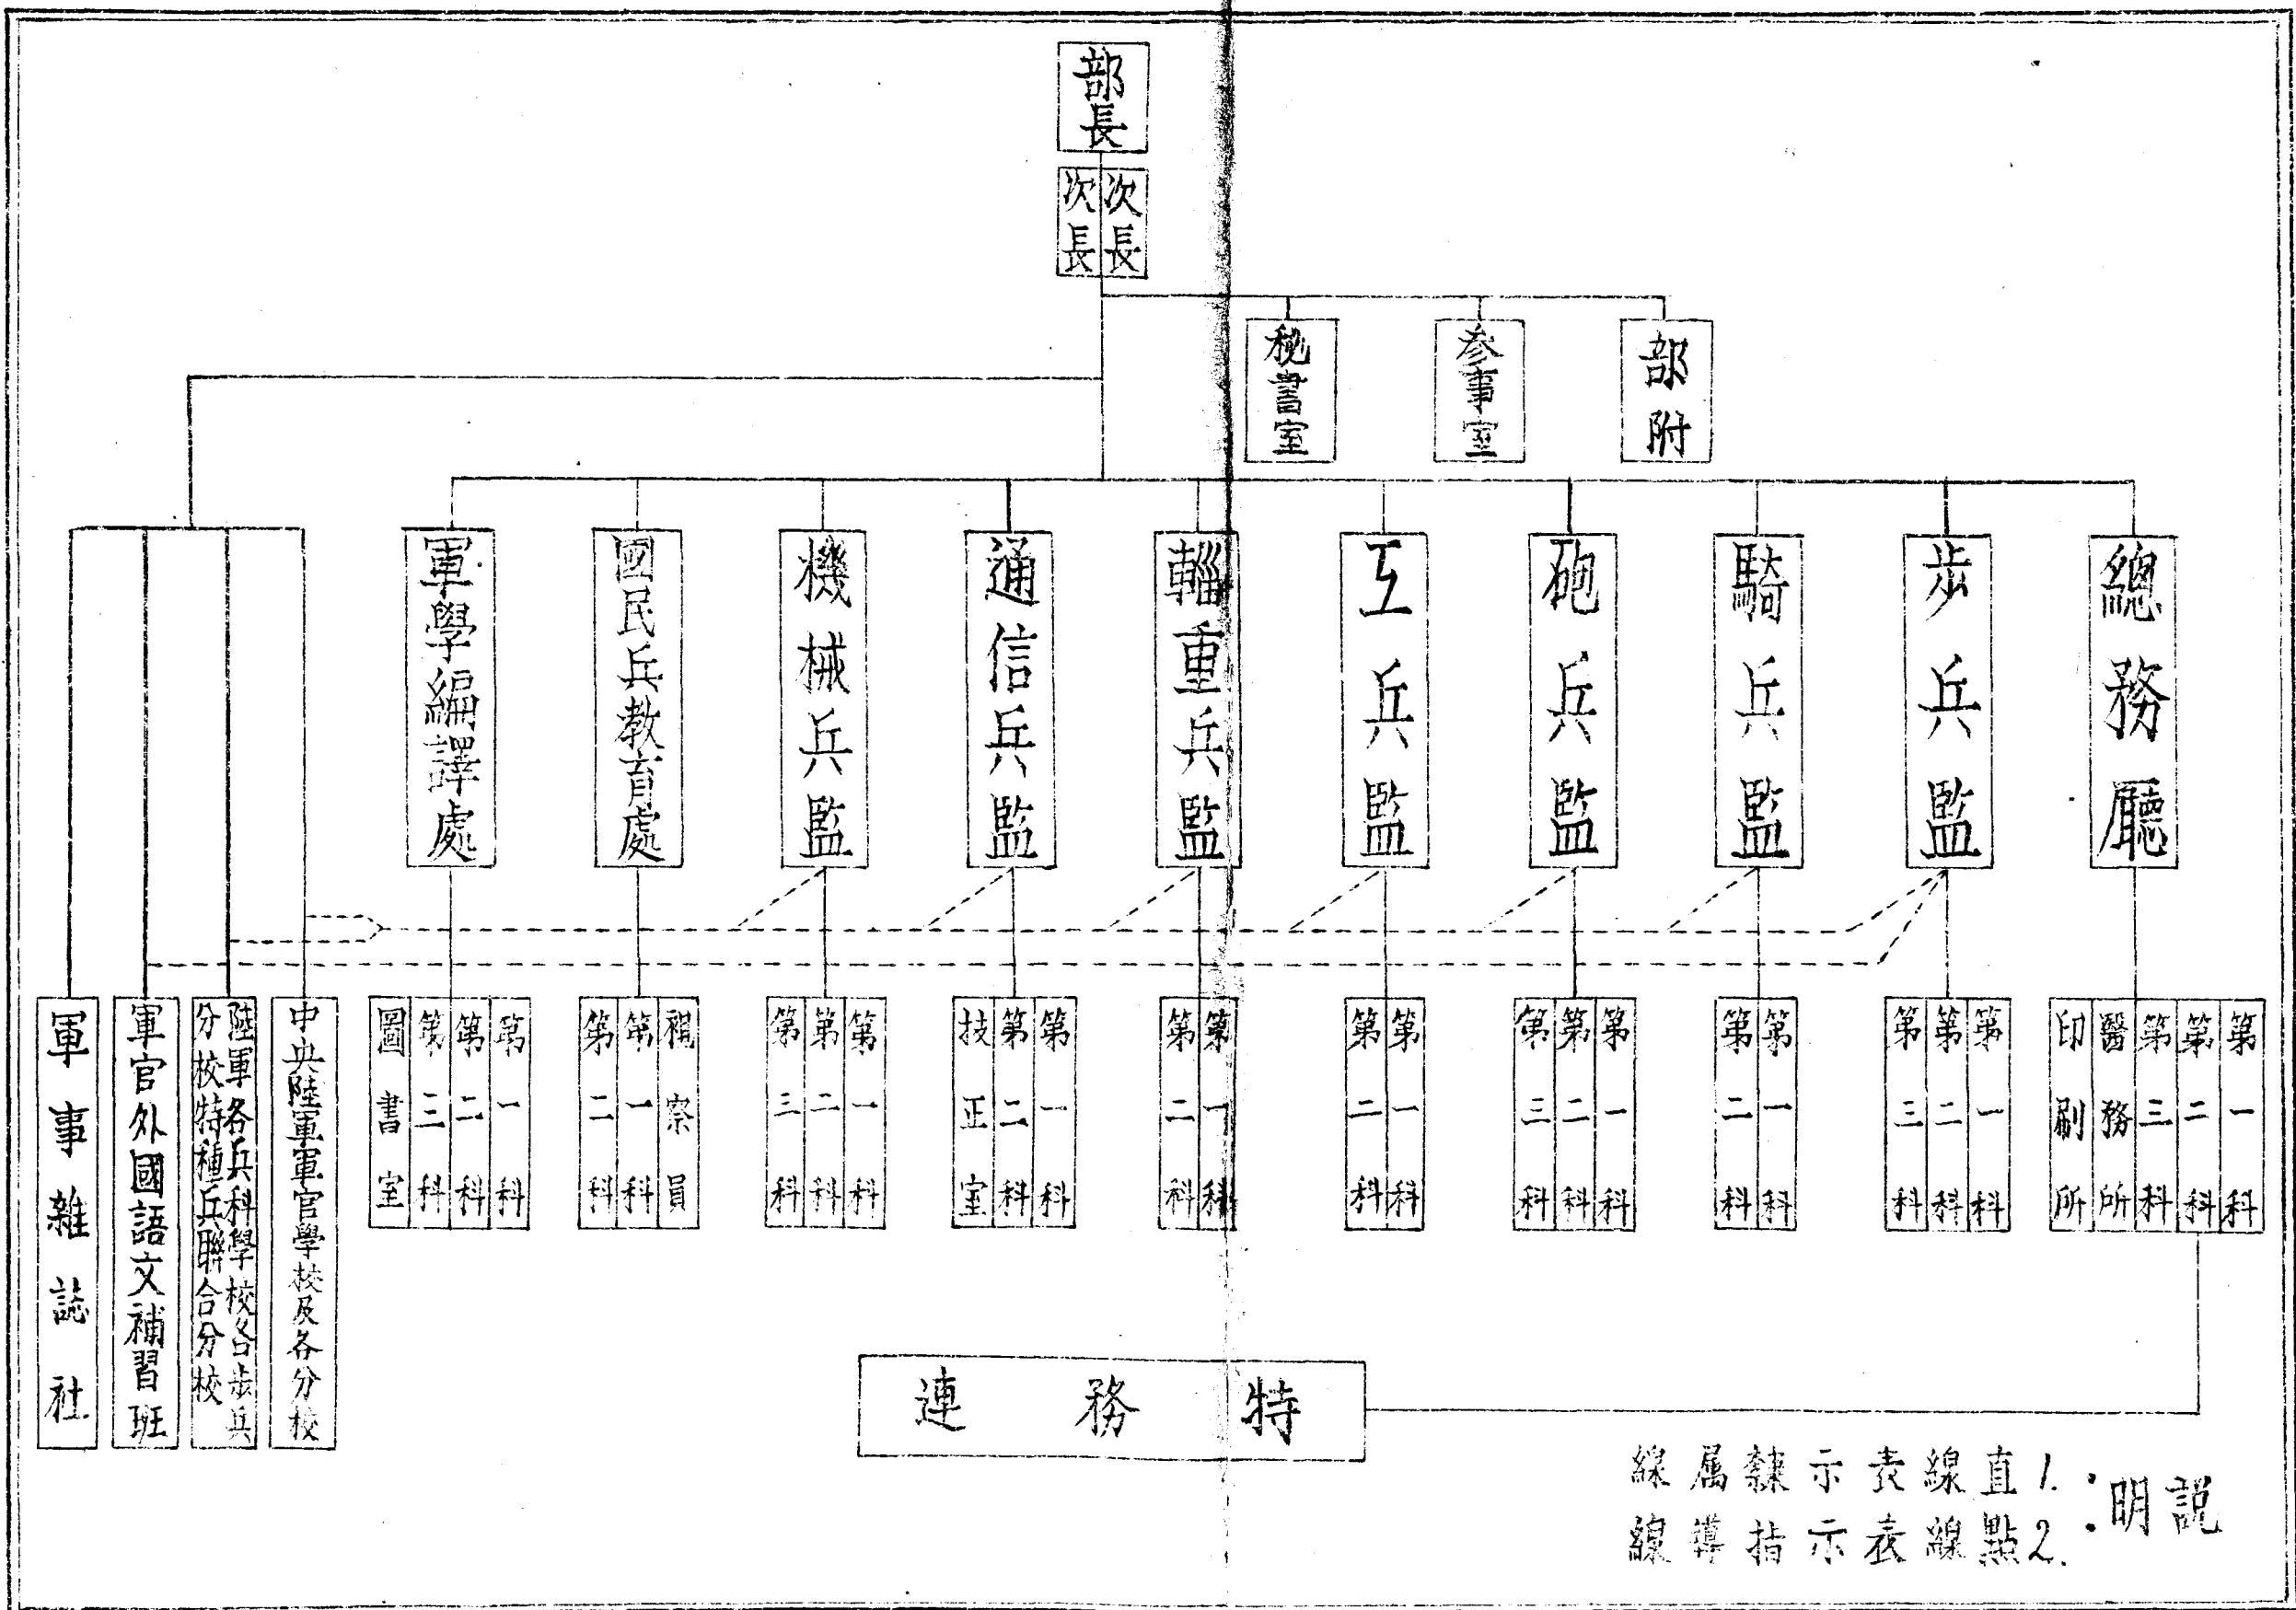 部長
次長
次長
部附
參事室
秘書室
總務廳
步兵監
騎兵監
砲兵監
工兵監
輜重兵監
通信兵監
機械兵監
國民兵教育處
軍學編譯處
第一科
第二科
第三科
醫務所
印刷所
第一科
第二科
第三科
第一科
第二科
第一科
第二科
第三科
第一科
第二科
第一科
第二科
第一科
第二科
技正室
第一科
第二科
第三科
視察員
第一科
第二科
第一科
第二科
第三科
圖書室
中央陸軍軍官學校及各分校
陸軍各兵科學校各步兵
分校特種兵聯合分校
軍官外國語文補習班
軍事雜誌社
特務連
說明：
1.直線表示隸属線
2.點線表示指導線